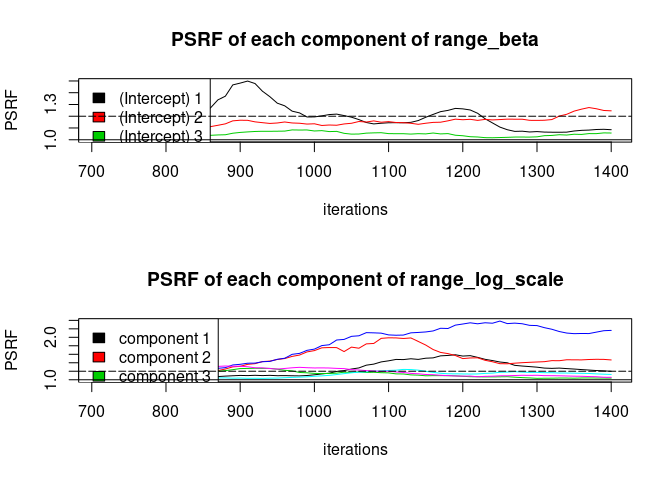 PSRF of each component of range_beta
PSRF
1.0 1.3
(Intercept) 1
(Intercept) 2
(Intercept) 3
700 800 900 1000 1100 1200 1300 1400
iterations
PSRF of each component of range_log_scale
PSRF
1.0 2.0
component 1
component 2
component 3
700 800 900 1000 1100 1200 1300 1400
iterations